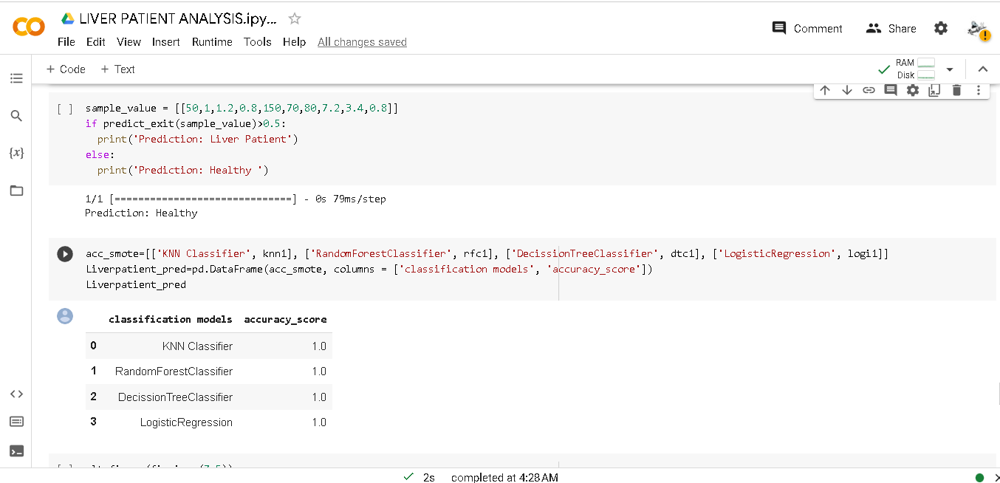 LIVER PATIENT ANALYSIS.ipy...
Comment
Share
File Edit View Insert Runtime Tools Help All changes saved
+ Code + Text
RAM
Disk
{x}
[ ] sample_value = [[50,1,1.2,0.8,150,70,80,7.2,3.4,0.8]]
if predict_exit(sample_value)>0.5:
print('Prediction: Liver Patient')
else:
print('Prediction: Healthy ')
1/1 [==============================] - 0s 79ms/step
Prediction: Healthy
acc_smote=[['KNN Classifier', knn1], ['RandomForestClassifier', rfc1], ['DecissionTreeClassifier', dtc1], ['LogisticRegression', logi1]]
Liverpatient_pred=pd.DataFrame(acc_smote, columns = ['classification models', 'accuracy_score'])
Liverpatient_pred
classification models accuracy_score
0 KNN Classifier 1.0
1 RandomForestClassifier 1.0
2 DecissionTreeClassifier 1.0
3 LogisticRegression 1.0
2s completed at 4:28 AM